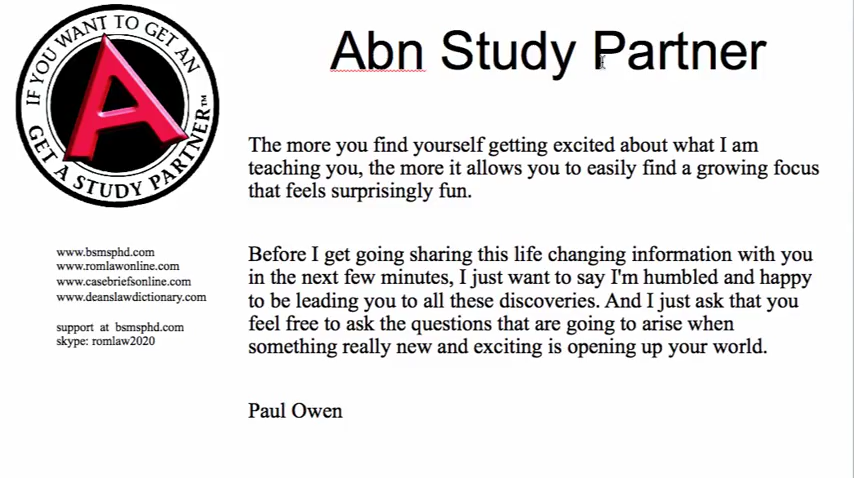 IF YOU WANT TO GET AN
A
GET A STUDY PARTNER™
Abn Study Partner
The more you find yourself getting excited about what I am
teaching you, the more it allows you to easily find a growing focus
that feels surprisingly fun.
www.bsmsphd.com
www.romlawonline.com
www.casebriefsonline.com
www.deanslawdictionary.com
support at bsmsphd.com
skype: romlaw2020
Before I get going sharing this life changing information with you
in the next few minutes, I just want to say I'm humbled and happy
to be leading you to all these discoveries. And I just ask that you
feel free to ask the questions that are going to arise when
something really new and exciting is opening up your world.
Paul Owen